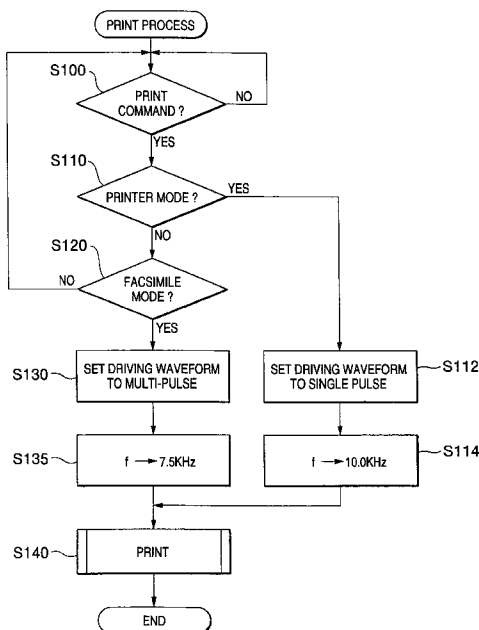 PRINT PROCESS
S100
PRINT
COMMAND ?
NO
YES
S110
PRINTER MODE ?
YES
NO
S120
FACSIMILE
MODE ?
NO
YES
S130
SET DRIVING WAVEFORM
TO MULTI-PULSE
SET DRIVING WAVEFORM
TO SINGLE PULSE
S112
S135
f → 7.5KHz
f → 10.0KHz
S114
S140
PRINT
END